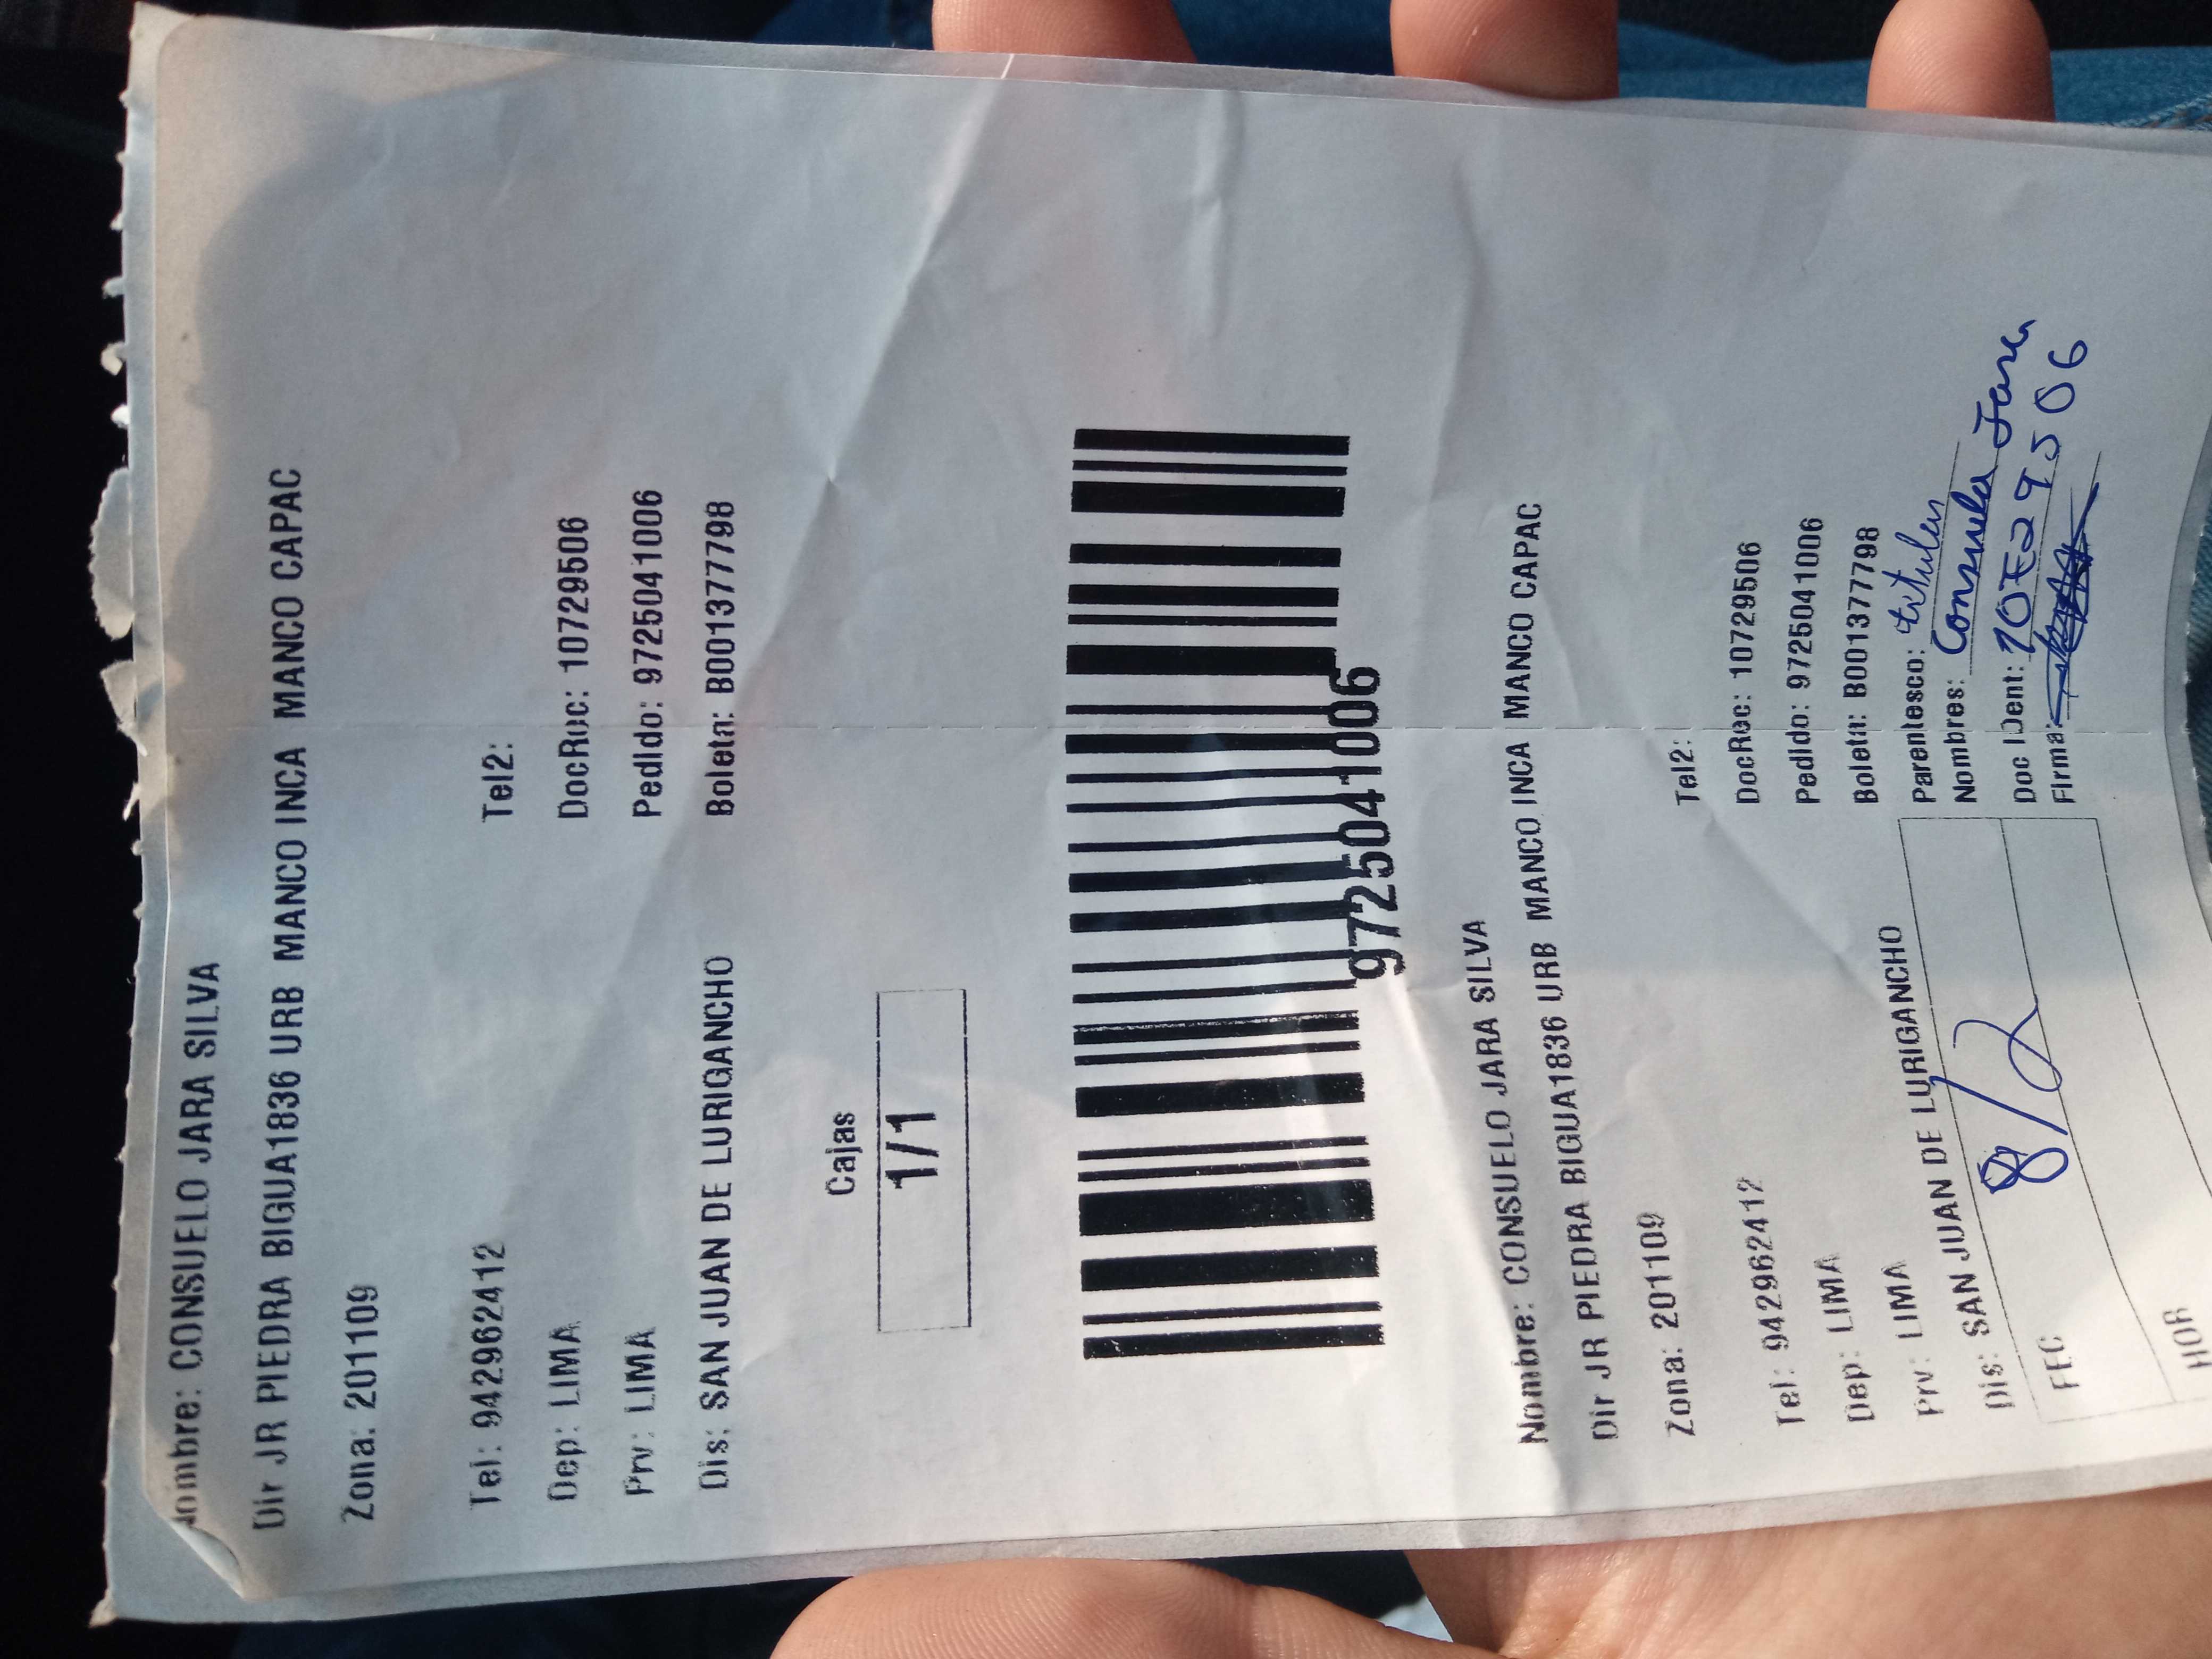 Nombre: CONSUELO JARA SILVA
Dir JR PIEDRA BIGUA1836 URB MANCO INCA MANCO CAPAC
Zona: 201109
Tel: 942962412 Tel2:
Dep: LIMA DocRec: 10729506
Prv: LIMA Pedido: 9725041006
Dis: SAN JUAN DE LURIGANCHO Boleta: B001377798
Cajas
1/1
9725041006
Nombre: CONSUELO JARA SILVA
Dir JR PIEDRA BIGUA1836 URB MANCO INCA MANCO CAPAC
Zona: 201109
Tel: 942962412 Tel2:
Dep: LIMA DocRec: 10729506
Prv: LIMA Pedido: 9725041006
Dis: SAN JUAN DE LURIGANCHO Boleta: B001377798
Parentesco: titular
Nombres: Consuelo Jara
FEC 8/2 Doc IDent: 10729506
Firma:
HOR